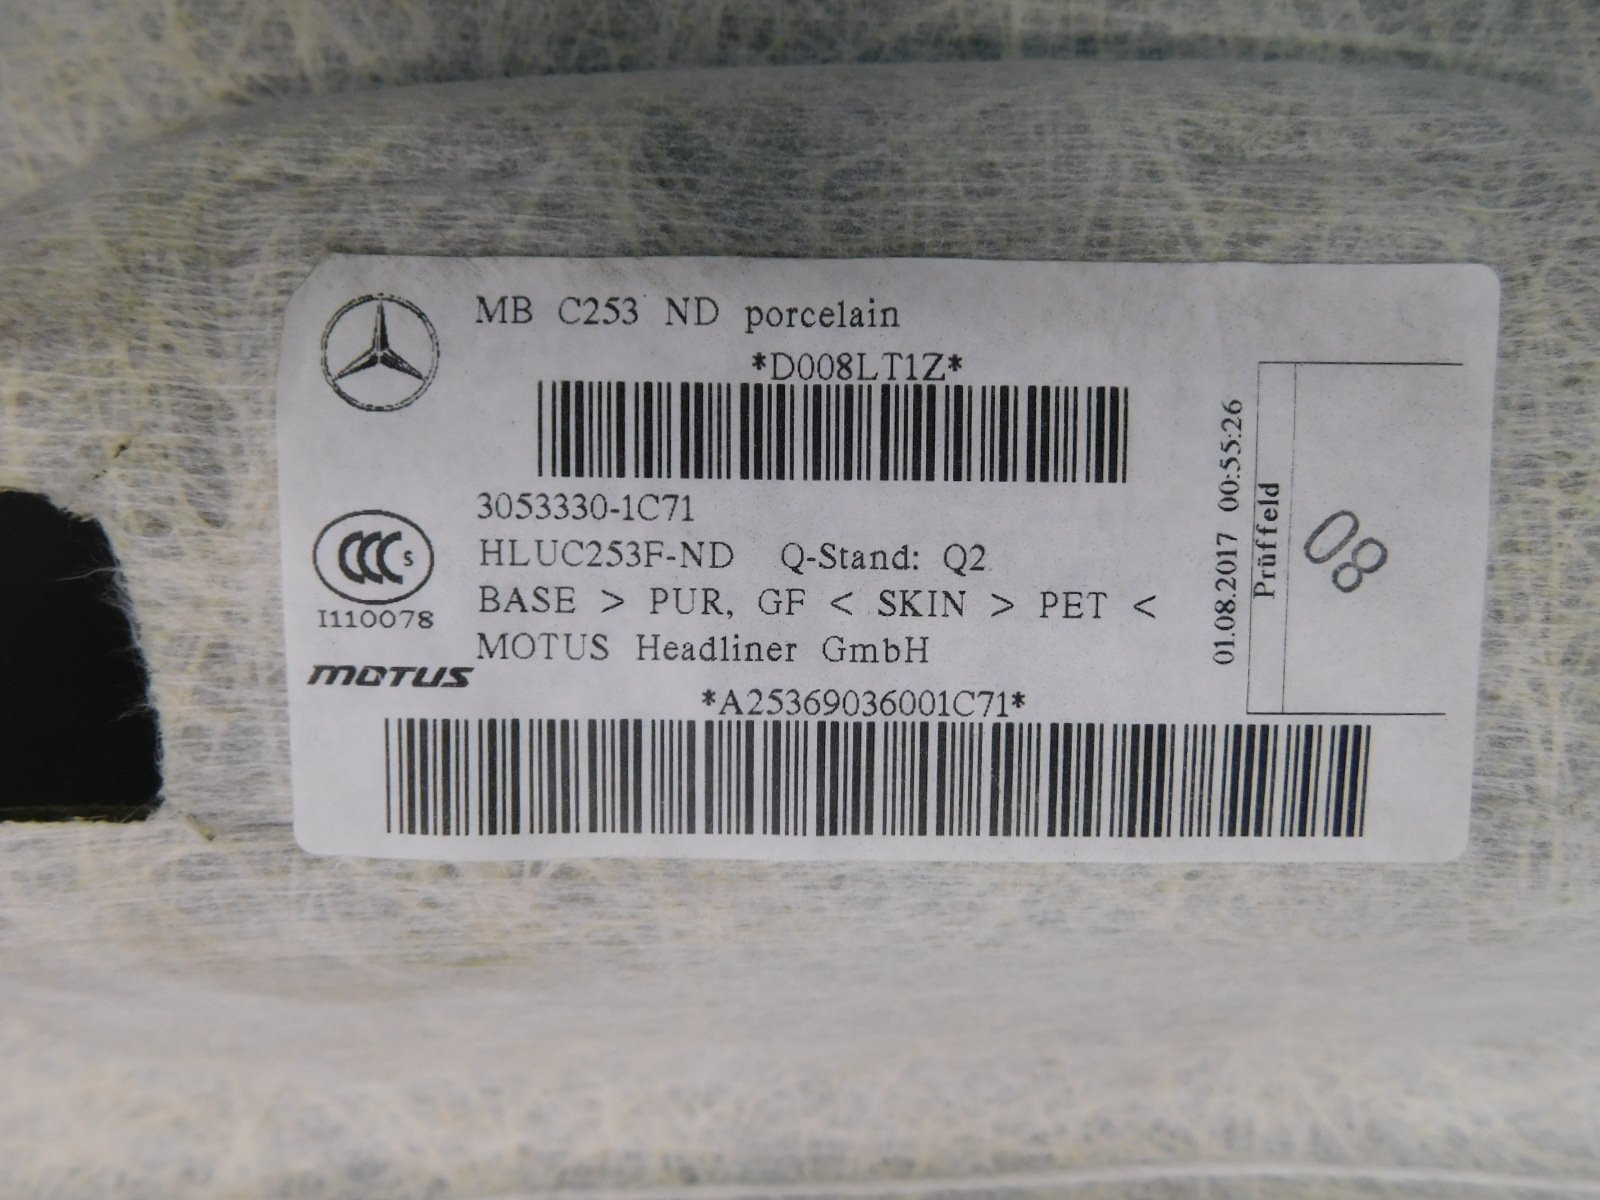 MB C253 ND porcelain
*D008LT1Z*
3053330-1C71
HLUC253F-ND Q-Stand: Q2
BASE > PUR, GF < SKIN > PET <
MOTUS Headliner GmbH
*A25369036001C71*
CCC S
I110078
MOTUS
01.08.2017 00:55:26
Prüffeld
08